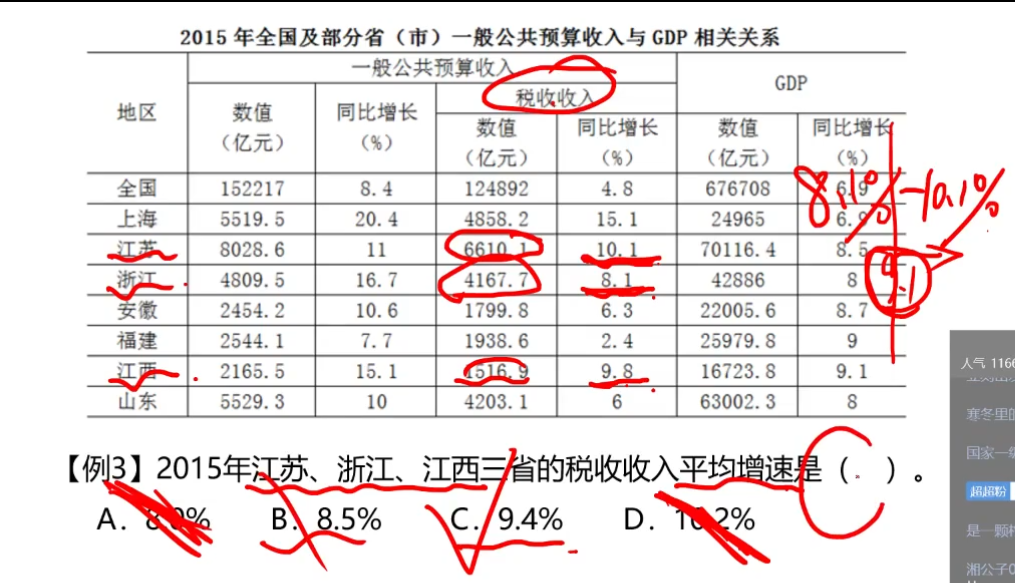 2015年全国及部分省（市）一般公共预算收入与GDP相关关系
地区 一般公共预算收入 GDP
税收收入
数值（亿元） 同比增长（%） 数值（亿元） 同比增长（%） 数值（亿元） 同比增长（%）
全国 152217 8.4 124892 4.8 676708 6.9
上海 5519.5 20.4 4858.2 15.1 24965 6.9
江苏 8028.6 11 6610.1 10.1 70116.4 8.5
浙江 4809.5 16.7 4167.7 8.1 42886 8
安徽 2454.2 10.6 1799.8 6.3 22005.6 8.7
福建 2544.1 7.7 1938.6 2.4 25979.8 9
江西 2165.5 15.1 1516.9 9.8 16723.8 9.1
山东 5529.3 10 4203.1 6 63002.3 8
8.1% 10.1%
9.1
【例3】2015年江苏、浙江、江西三省的税收收入平均增速是（ ）。
A. B. 8.5% C. 9.4% D. 10.2%
人气 1166
寒冬里的
国家一级
超超粉
是一颗
湘公子